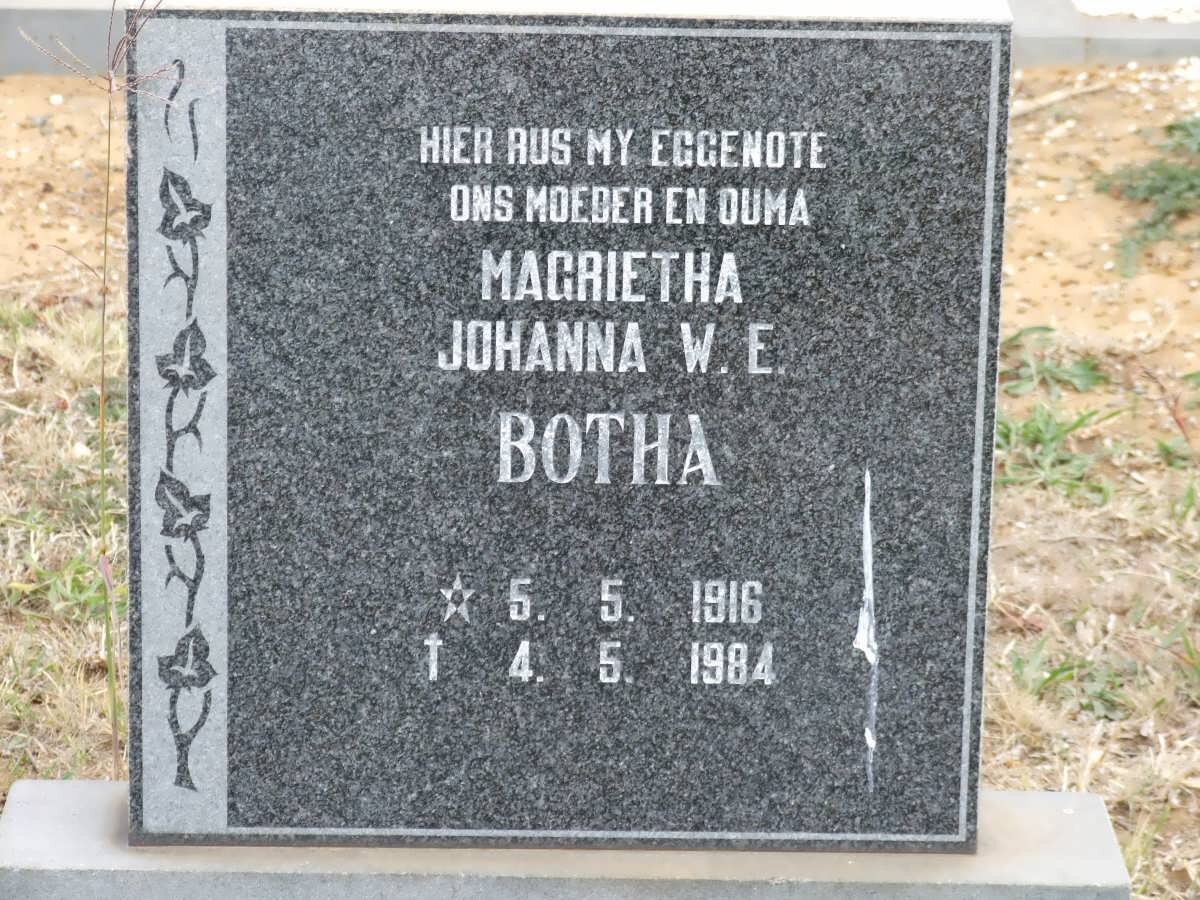 HIER RUS MY EGGENOTE
ONS MOEDER EN OUMA
MAGRIETHA
JOHANNA W. E.
BOTHA
☆ 5. 5. 1916
† 4. 5. 1984